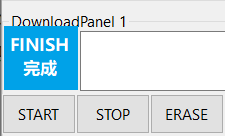 DownloadPanel 1
FINISH
完成
START STOP ERASE